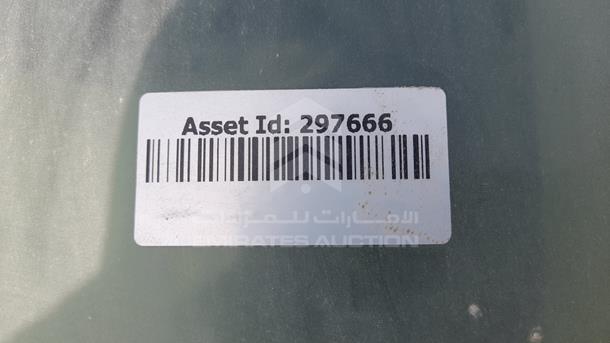 Asset Id: 297666
الإمارات للمزادات
EMIRATES AUCTION